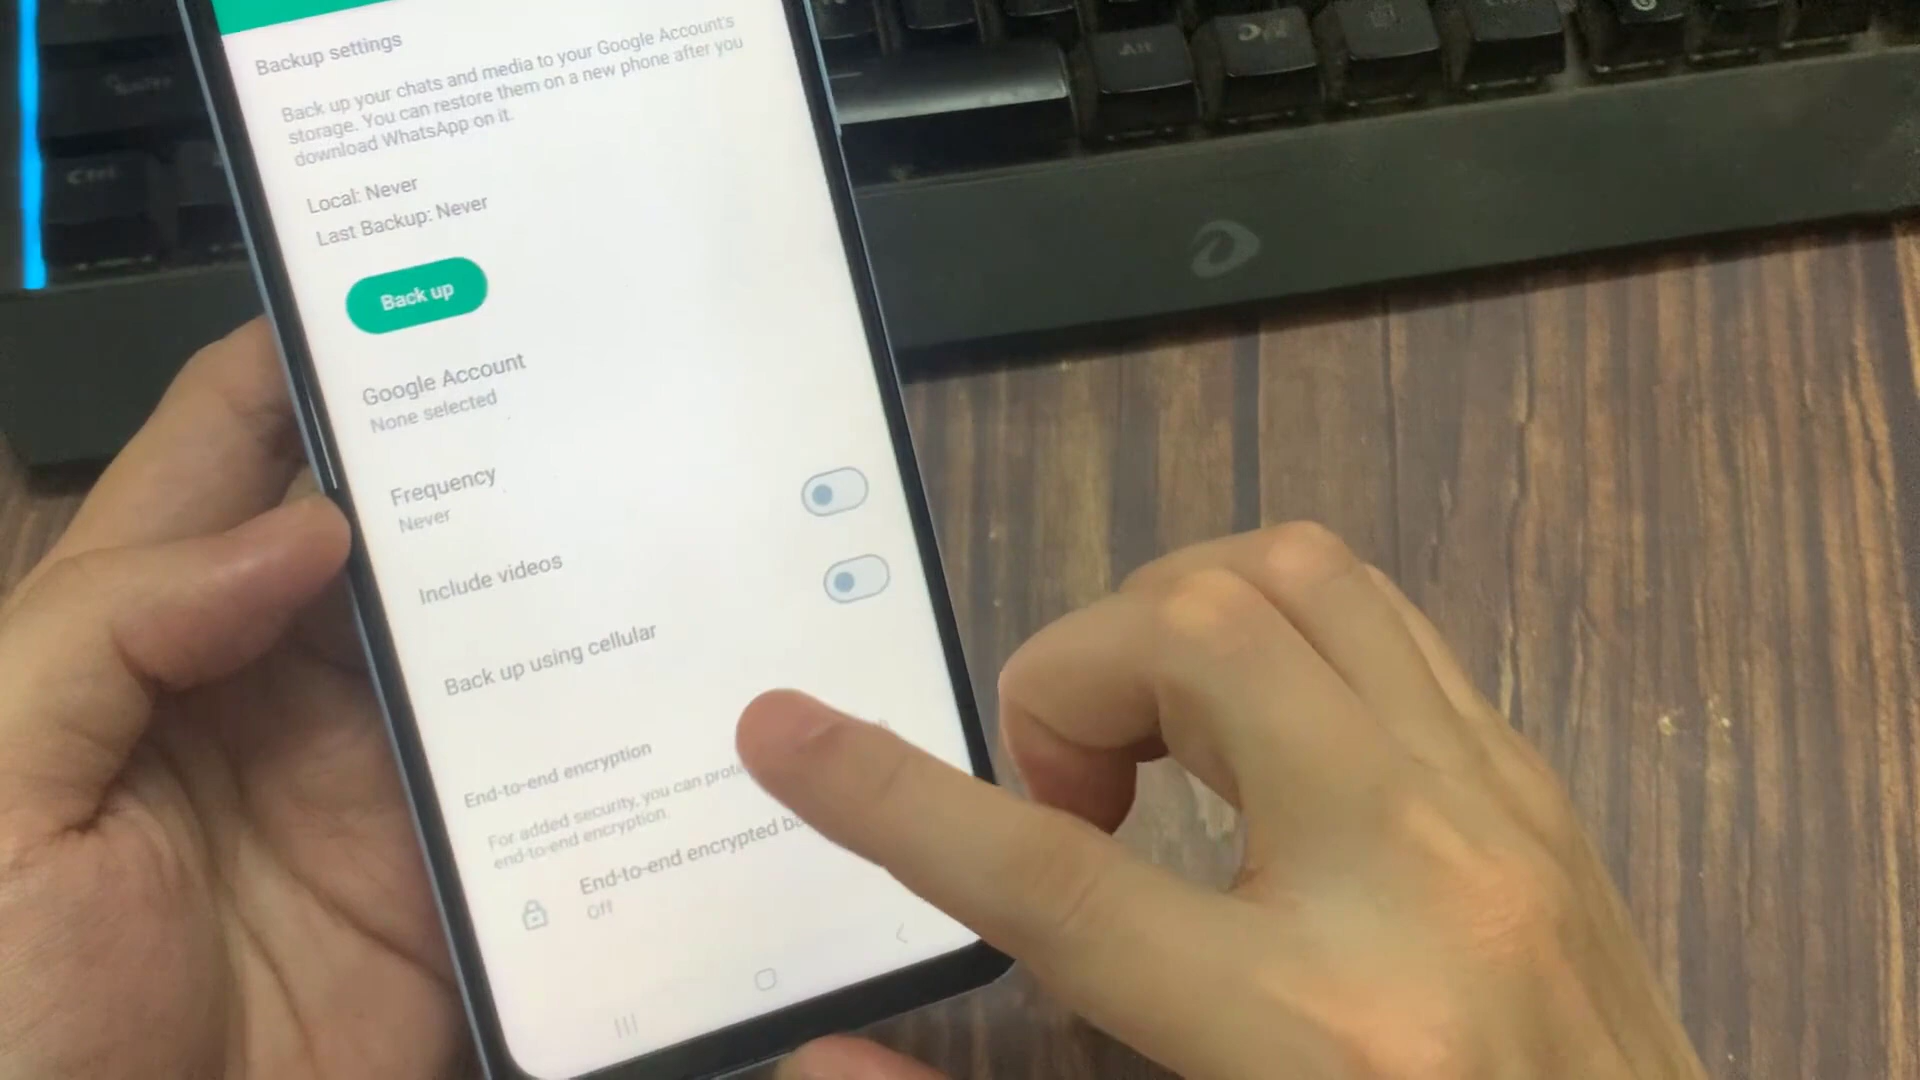 Backup settings
Back up your chats and media to your Google Account's
storage. You can restore them on a new phone after you
download WhatsApp on it.
Local: Never
Last Backup: Never
Back up
Google Account
None selected
Frequency
Never
Include videos
Back up using cellular
End-to-end encryption
For added security, you can
end-to-end encryption.
End-to-end encrypted
Off
Ctrl
Alt